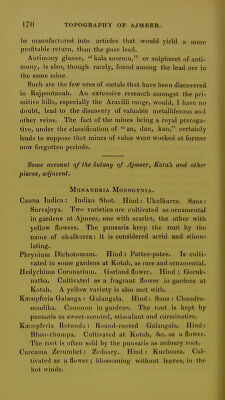 170 TOPOGRAPHY OF AJMEER.
be manufactured into articles that would yield a more
profitable return, than the pure lead.
Antimony glance, “kala soormu,” or sulphuret of anti-
mony, is also, though rarely, found among the lead ore in
the same mine.
Such are the few ores of metals that have been discovered
in Rajpootanah. An extensive research amongst the pri-
mitive hills, especially the Aravilli range, would, I have no
doubt, lead to the discovery of valuable metalliferous and
other veins. The fact of the mines being a royal preroga-
tive, under the classification of “an, dan, kan,” certainly
leads to suppose that mines of value were worked at former
now forgotten periods.
Some account of the botany of Ajmeer, Kotah and other
places, adjacent.
MONANDRIA MONOGYNIA.
Canna Indica: Indian Shot. Hind: Ukulkurra. Sans:
Survajaya. Two varieties are cultivated as ornamental
in gardens at Ajmeer, one with scarlet, the other with
yellow flowers. The punsaris keep the root by the
name of ukulkurra: it is considered acrid and stimu-
lating.
Phrynium Dichotomum. Hind: Pattee-patee. Is culti-
vated in some gardens at Kotah, as rare and ornamental.
Hedychium Coronarium. Garland flower. Hind: Goruk-
natha. Cultivated as a fragrant flower in gardens at
Kotah. A yellow variety is also met with.
Kæmpferia Galanga: Galangala. Hind: Sans: Chundra-
moolika. Common in gardens. The root is kept by
punsaris as sweet-scented, stimulant and carminative.
Kæmpferia Rotunda: Round-rooted Galangala. Hind:
Bhoo-chumpa. Cultivated at Kotah, &c. as a flower.
The root is often sold by the punsaris as zedoary root.
Curcuma Zerumbet: Zedoary. Hind: Kuchoora. Cul-
tivated as a flower; blossoming without leaves, in the
hot winds.